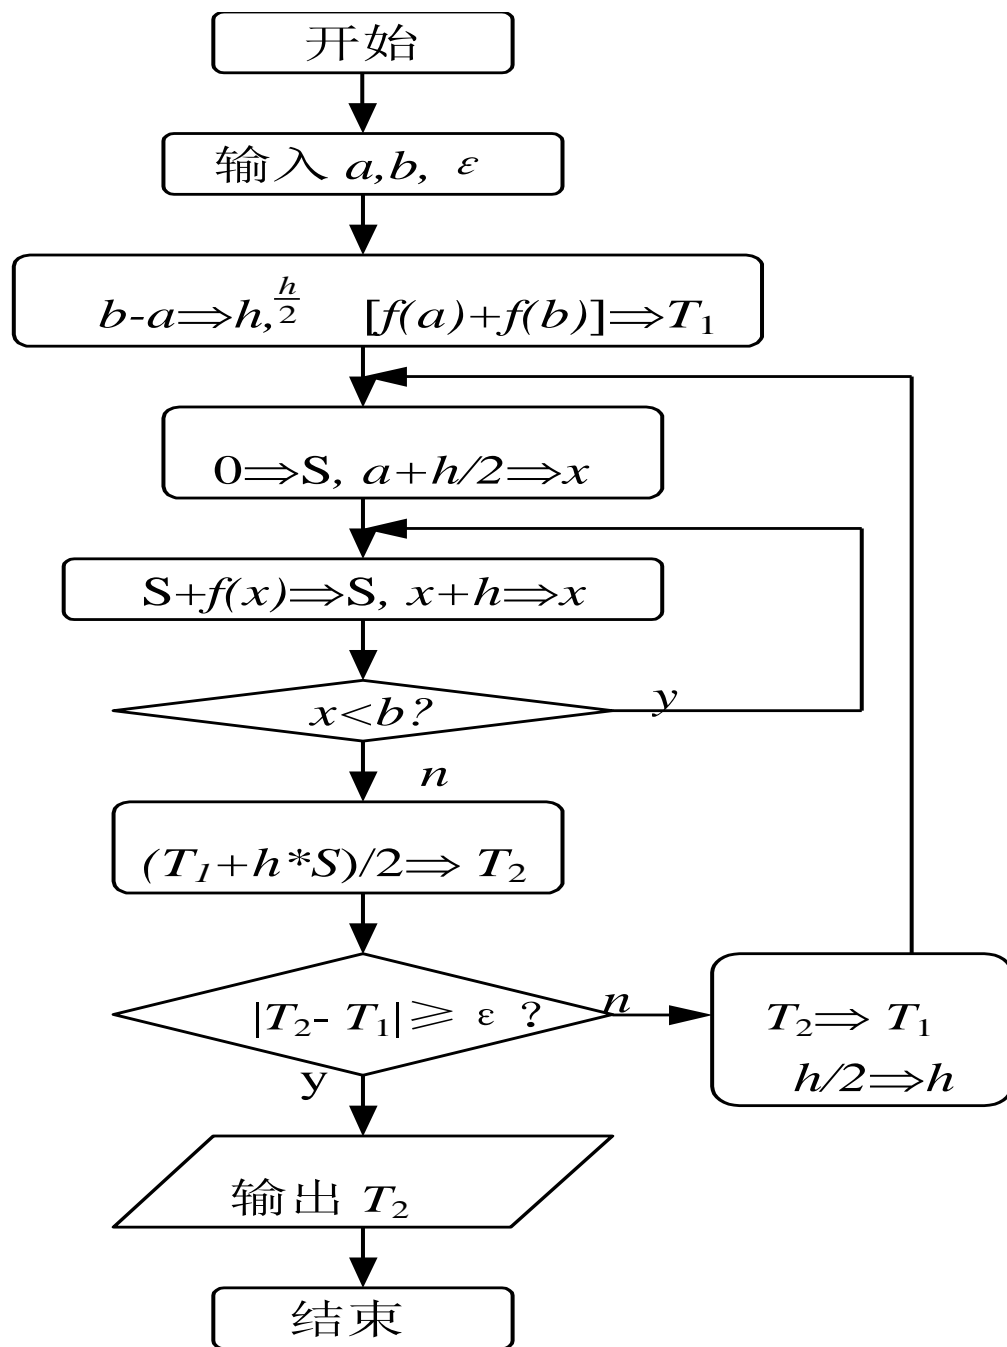 开始
输入 a,b, ε
b-a⇒h, h/2 [f(a)+f(b)]⇒T₁
0⇒S, a+h/2⇒x
S+f(x)⇒S, x+h⇒x
x<b?
y
n
(T₁+h*S)/2⇒ T₂
|T₂- T₁|≥ ε ?
n
T₂⇒ T₁
h/2⇒h
y
输出 T₂
结束